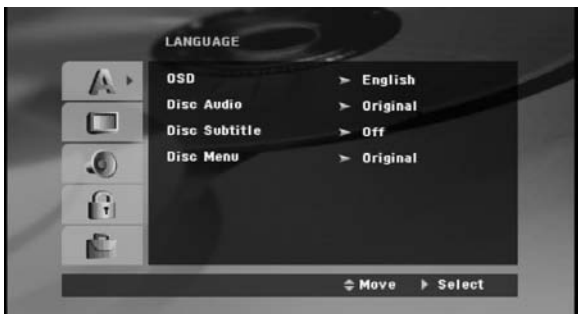 LANGUAGE
OSD ➢ English
Disc Audio ➢ Original
Disc Subtitle ➢ Off
Disc Menu ➢ Original
Move Select